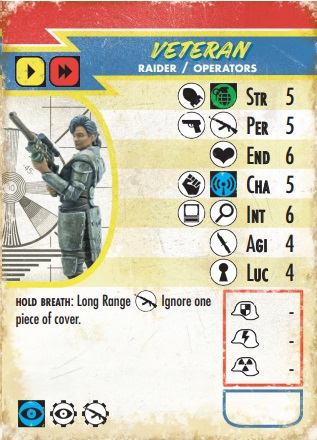 VETERAN
RAIDER / OPERATORS
STR 5
PER 5
END 6
CHA 5
INT 6
AGI 4
LUC 4
HOLD BREATH: Long Range Ignore one
piece of cover.
-
-
-